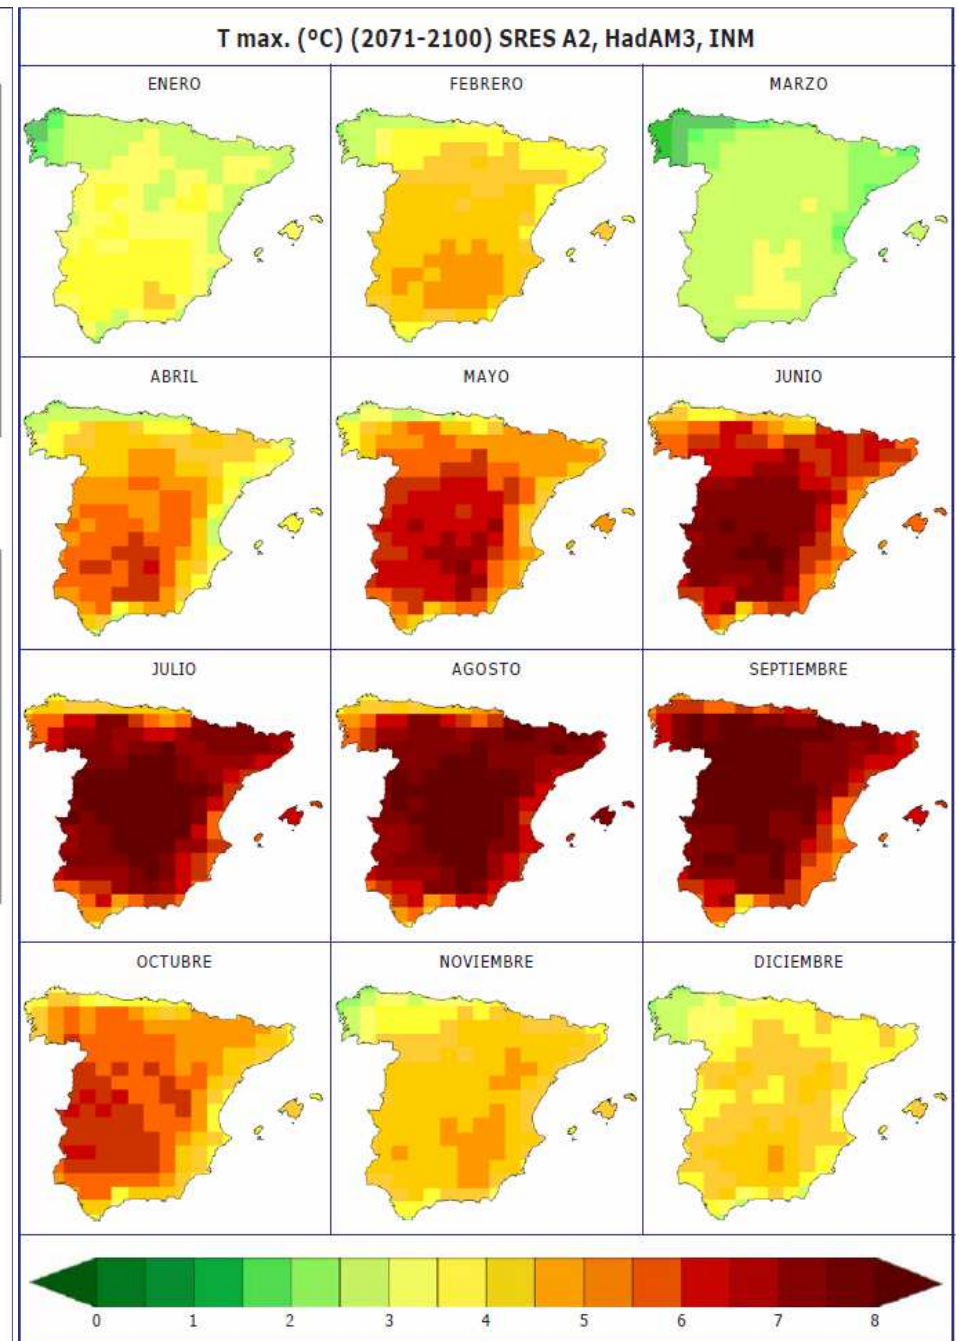 T max. (ºC) (2071-2100) SRES A2, HadAM3, INM
ENERO
FEBRERO
MARZO
ABRIL
MAYO
JUNIO
JULIO
AGOSTO
SEPTIEMBRE
OCTUBRE
NOVIEMBRE
DICIEMBRE
0 1 2 3 4 5 6 7 8